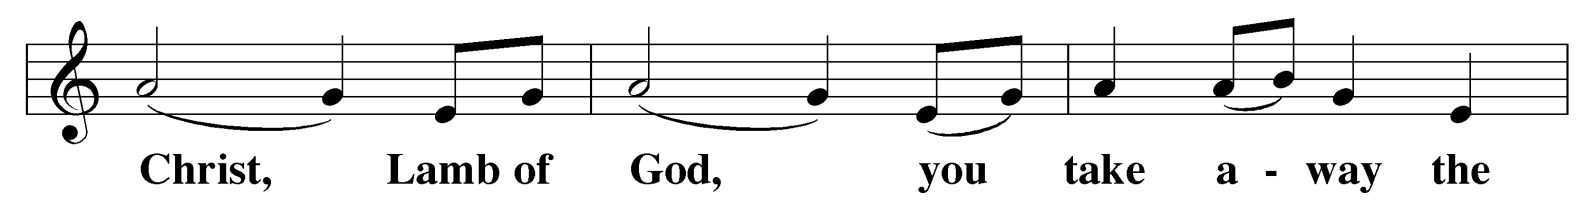 Christ, Lamb of God, you take a - way the